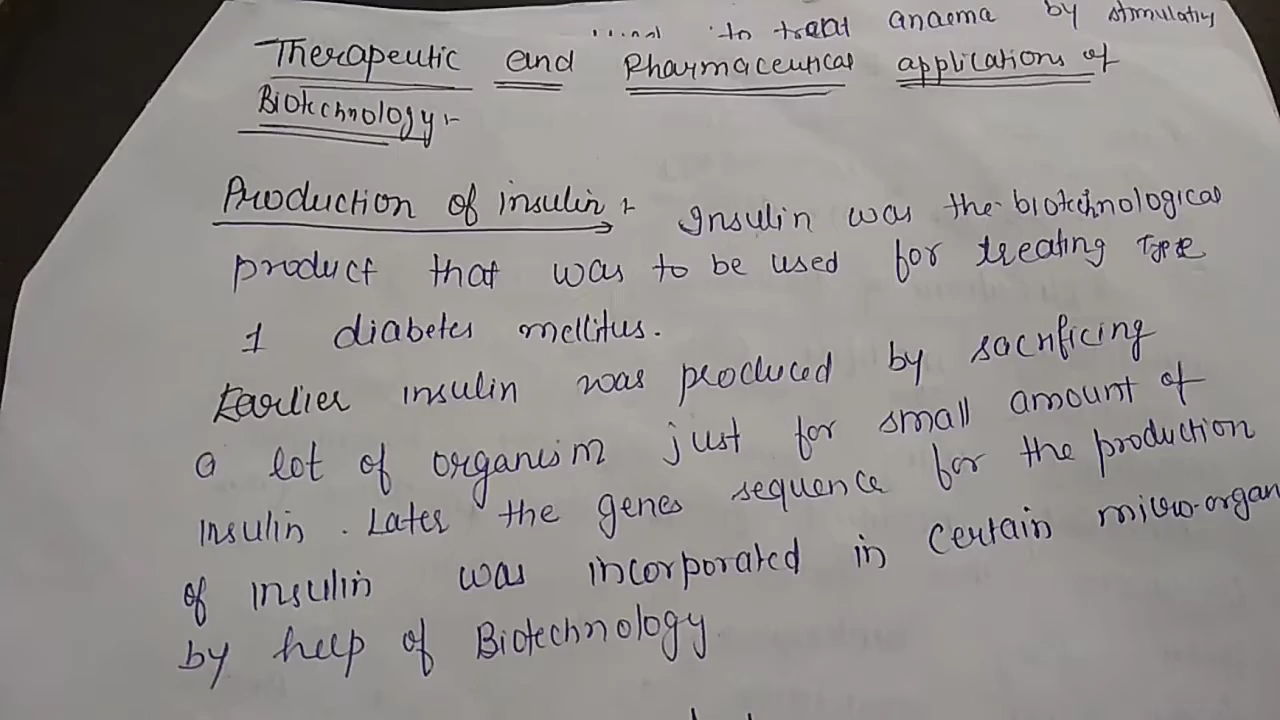 to treat anaema by stmulatiy
Therapeutic and Pharmaceutical applications of
Biotechnology:-
Production of insulin :- Insulin was the biotechnological
product that was to be used for treating Type
1 diabetes mellitus.
Earlier insulin was produced by sacrificing
a lot of organism just for small amount of
insulin. Later the genes sequence for the production
of insulin was incorporated in certain micro-organ
by help of Biotechnology